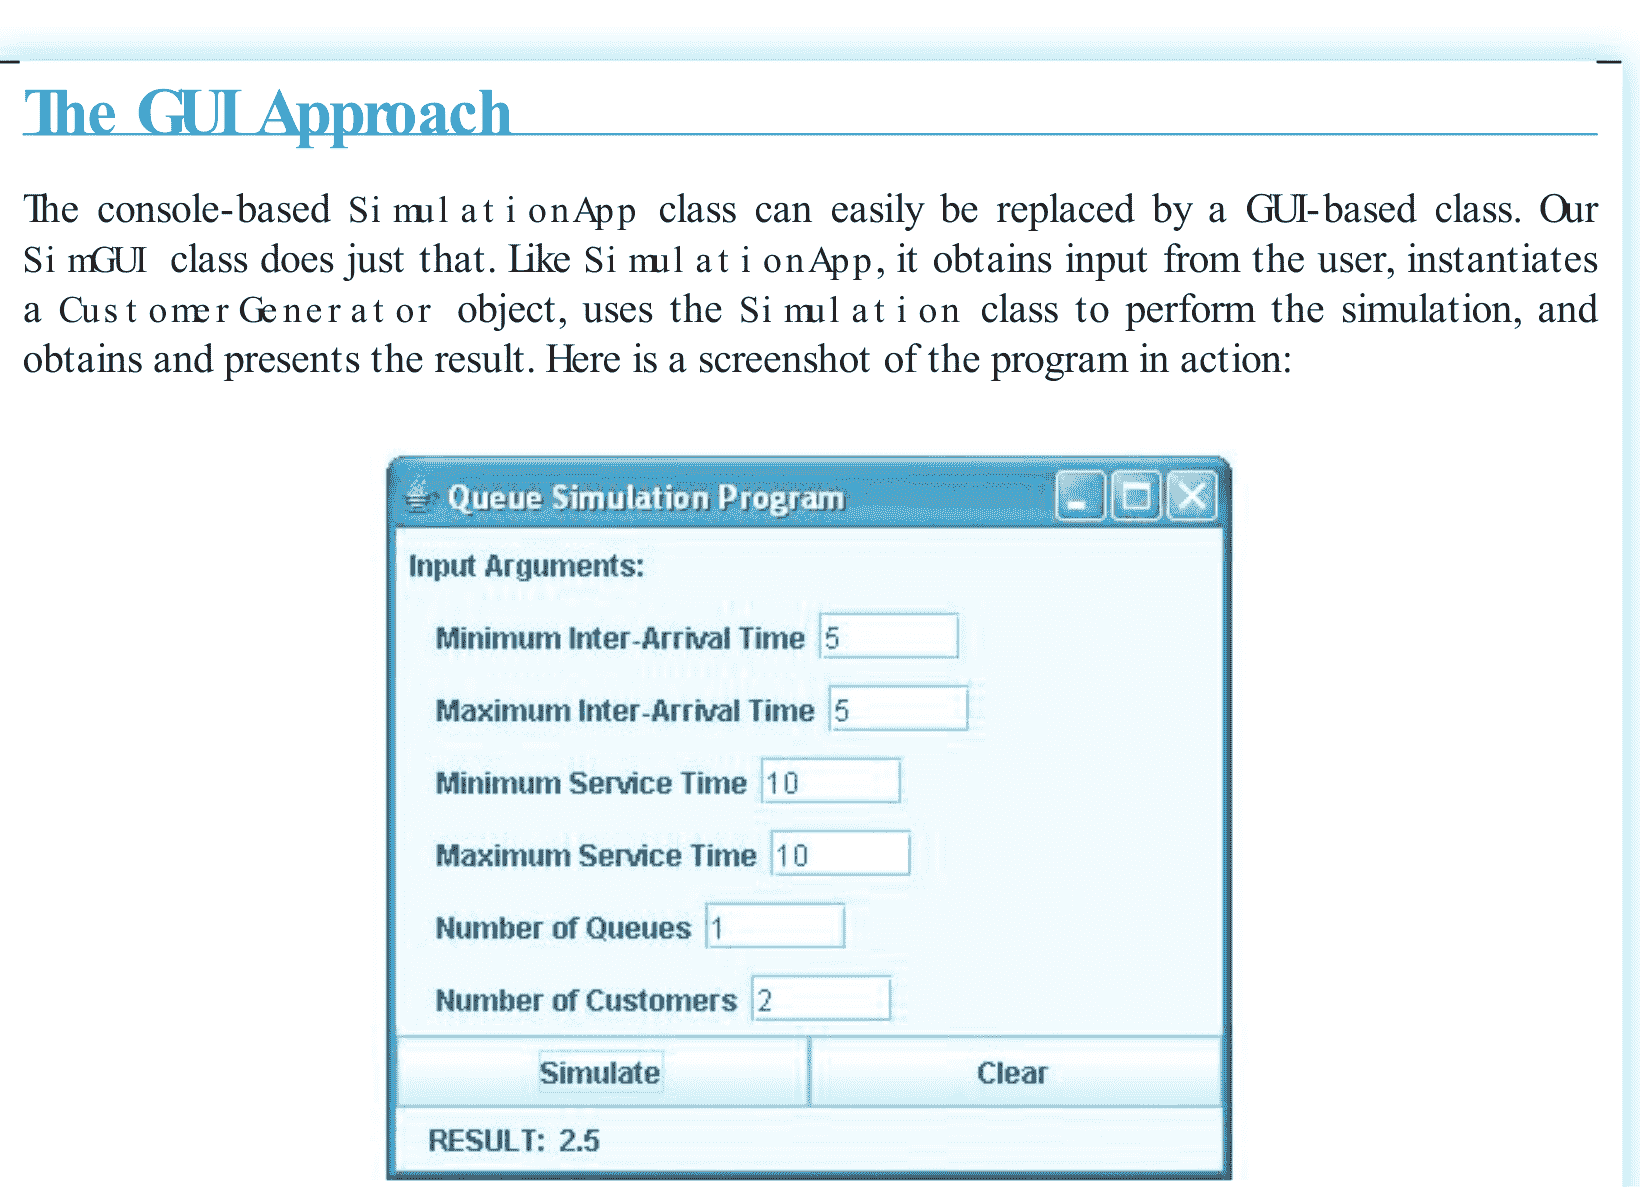 The GUI Approach
The console-based SimulationApp class can easily be replaced by a GUI-based class. Our
SimGUI class does just that. Like SimulationApp, it obtains input from the user, instantiates
a CustomerGenerator object, uses the Simulation class to perform the simulation, and
obtains and presents the result. Here is a screenshot of the program in action:
Queue Simulation Program
Input Arguments:
Minimum Inter-Arrival Time 5
Maximum Inter-Arrival Time 5
Minimum Service Time 10
Maximum Service Time 10
Number of Queues 1
Number of Customers 2
Simulate Clear
RESULT: 2.5